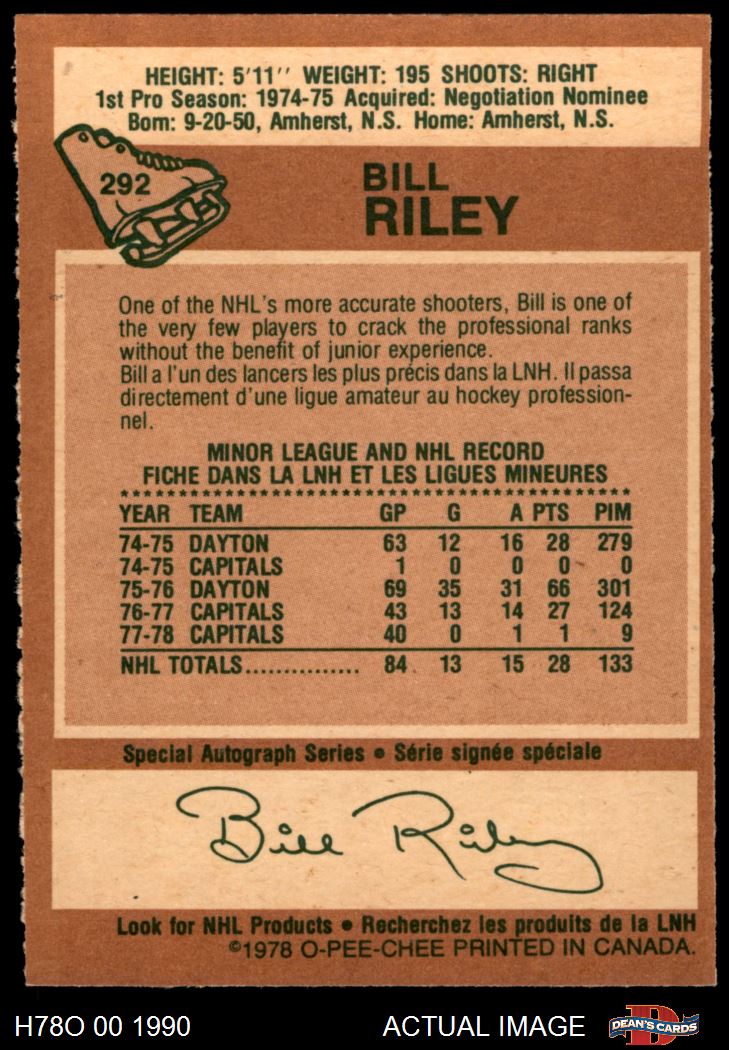 HEIGHT: 5'11'' WEIGHT: 195 SHOOTS: RIGHT
1st Pro Season: 1974-75 Acquired: Negotiation Nominee
Born: 9-20-50, Amherst, N.S. Home: Amherst, N.S.
292
BILL
RILEY
One of the NHL's more accurate shooters, Bill is one of
the very few players to crack the professional ranks
without the benefit of junior experience.
Bill a l'un des lancers les plus précis dans la LNH. Il passa
directement d'une ligue amateur au hockey profession-
nel.
MINOR LEAGUE AND NHL RECORD
FICHE DANS LA LNH ET LES LIGUES MINEURES
YEAR TEAM GP G A PTS PIM
74-75 DAYTON 63 12 16 28 279
74-75 CAPITALS 1 0 0 0 0
75-76 DAYTON 69 35 31 66 301
76-77 CAPITALS 43 13 14 27 124
77-78 CAPITALS 40 0 1 1 9
NHL TOTALS............... 84 13 15 28 133
Special Autograph Series • Série signée spéciale
Bill Riley
Look for NHL Products • Recherchez les produits de la LNH
©1978 O-PEE-CHEE PRINTED IN CANADA.
H78O 00 1990 ACTUAL IMAGE D DEAN'S CARDS